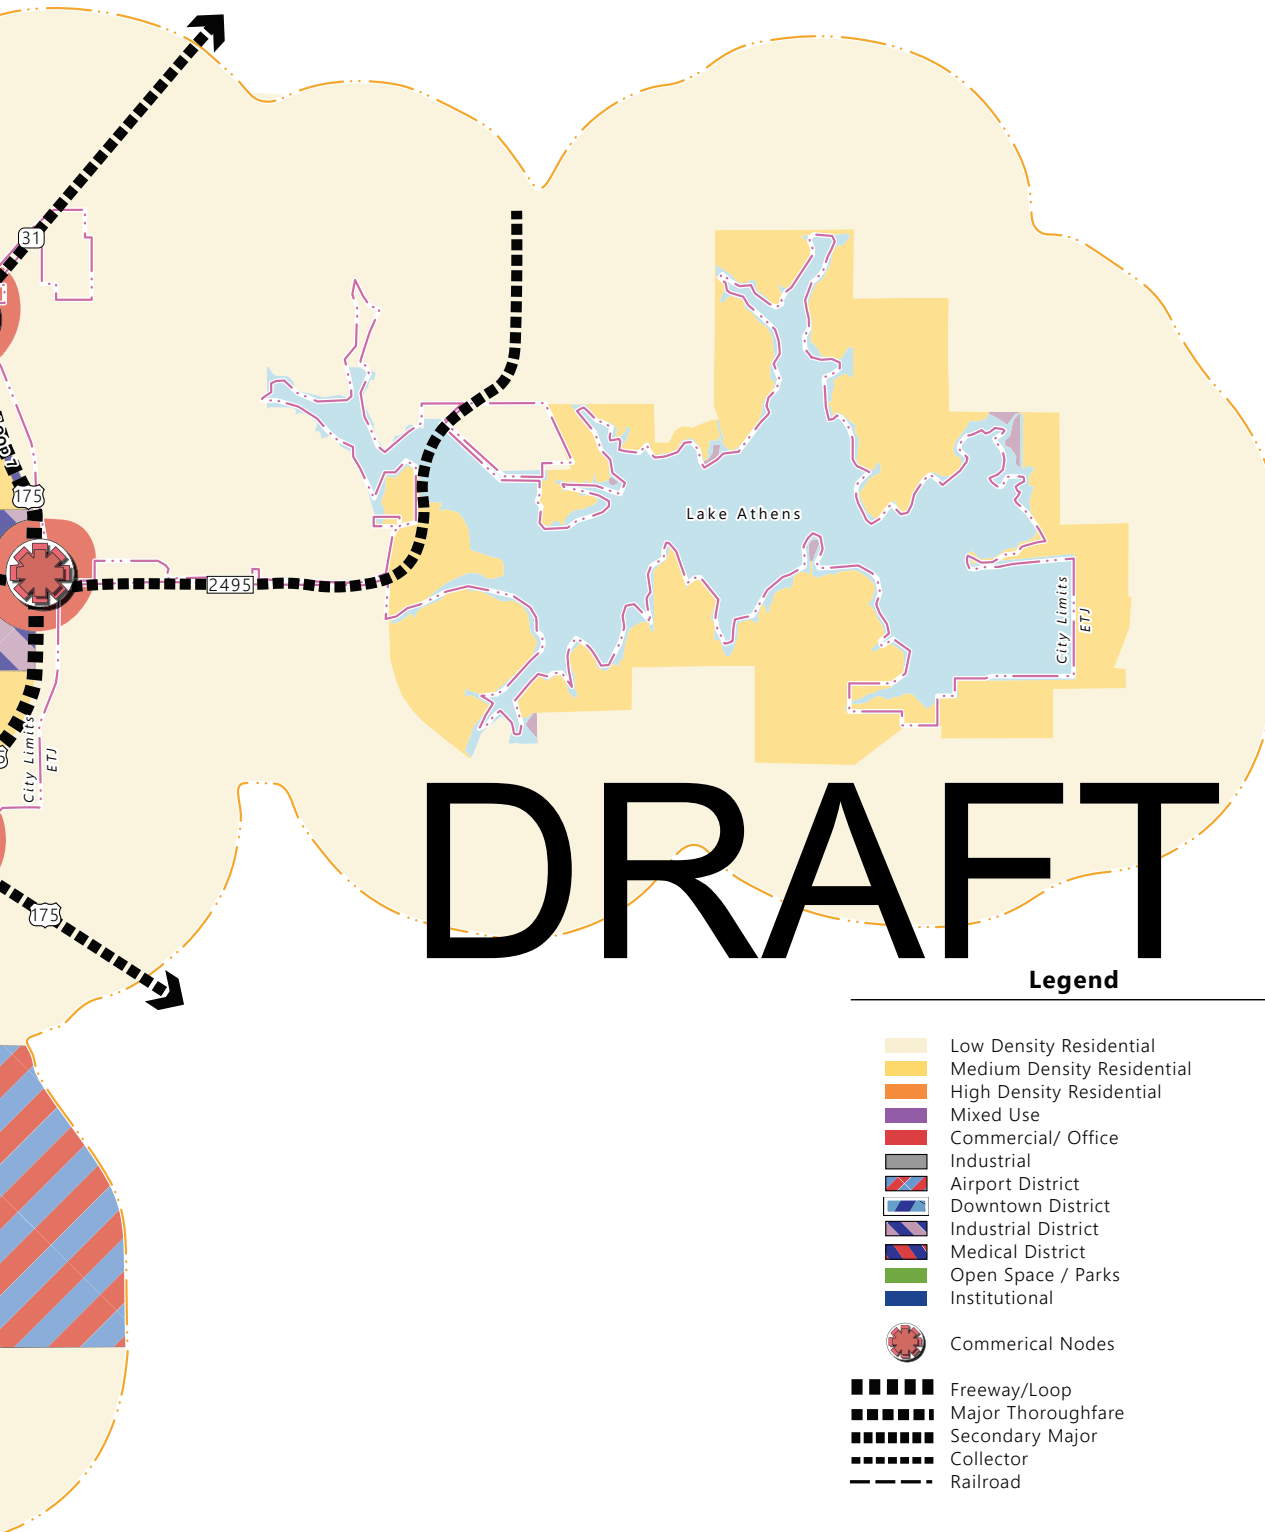 31
Loop 7
175
2495
Lake Athens
City Limits
ETJ
City Limits
ETJ
175
DRAFT
Legend
Low Density Residential
Medium Density Residential
High Density Residential
Mixed Use
Commercial/ Office
Industrial
Airport District
Downtown District
Industrial District
Medical District
Open Space / Parks
Institutional
Commerical Nodes
Freeway/Loop
Major Thoroughfare
Secondary Major
Collector
Railroad